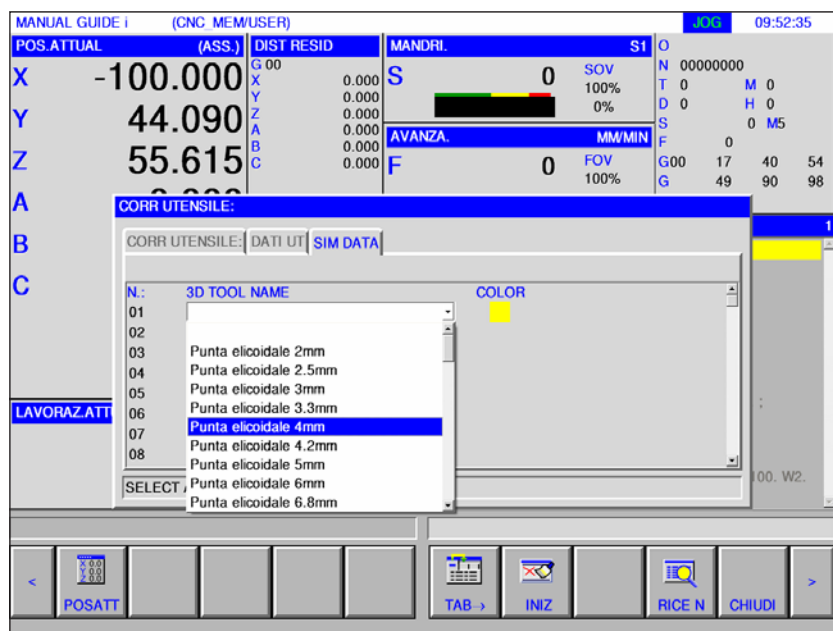 MANUAL GUIDE i (CNC_MEM/USER) JOG 09:52:35
POS.ATTUAL (ASS.) DIST RESID MANDRI. S1 O
X -100.000 G 00 S 0 SOV 100% 0% N 00000000
X 0.000 T 0 M 0
Y 0.000 D 0 H 0
Y 44.090 Z 0.000 S 0 M5
A 0.000 AVANZA. MM/MIN F 0
B 0.000
Z 55.615 C 0.000 F 0 FOV 100% G00 17 40 54
G 49 90 98
A
CORR UTENSILE:
1
B CORR UTENSILE: DATI UT SIM DATA
C
N.: 3D TOOL NAME COLOR
01
02
03 Punta elicoidale 2mm
04 Punta elicoidale 2.5mm
05 Punta elicoidale 3mm
06 Punta elicoidale 3.3mm
LAVORAZ.ATT ;
Punta elicoidale 4mm
07 Punta elicoidale 4.2mm
08 Punta elicoidale 5mm
Punta elicoidale 6mm 100. W2.
SELECT Punta elicoidale 6.8mm
< POSATT TAB→ INIZ RICE N CHIUDI >